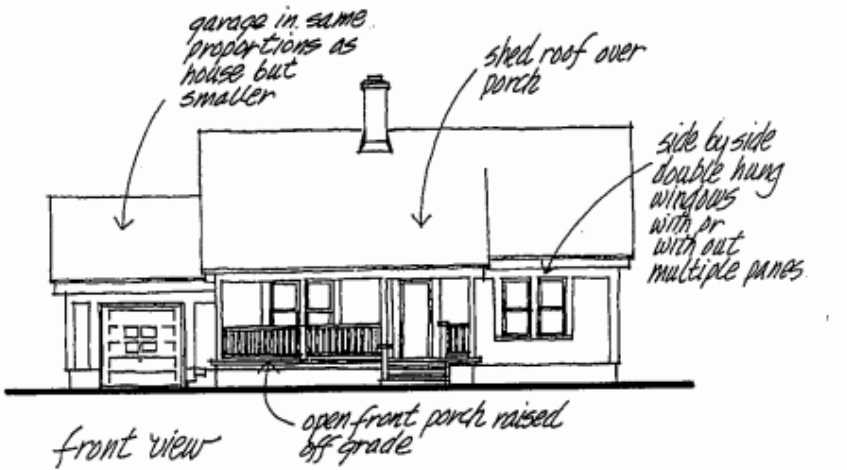 garage in same
proportions as
house but
smaller
shed roof over
porch
side by side
double hung
windows
with or
with out
multiple panes
open front porch raised
off grade
front view